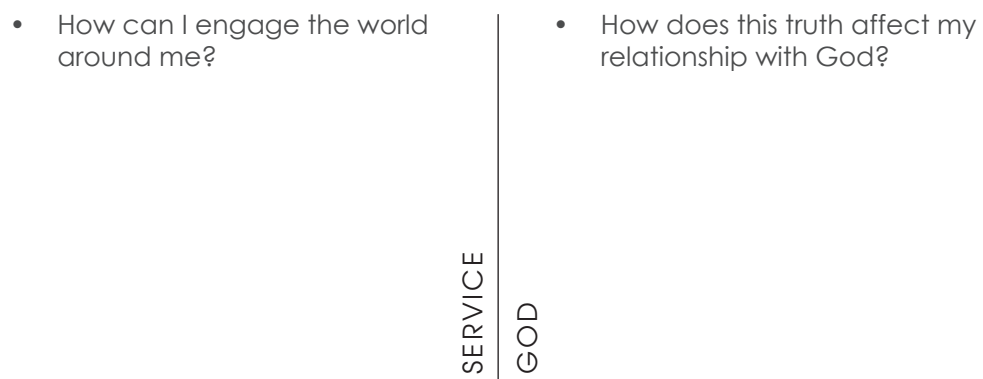 • How can I engage the world
around me?
SERVICE
• How does this truth affect my
relationship with God?
GOD